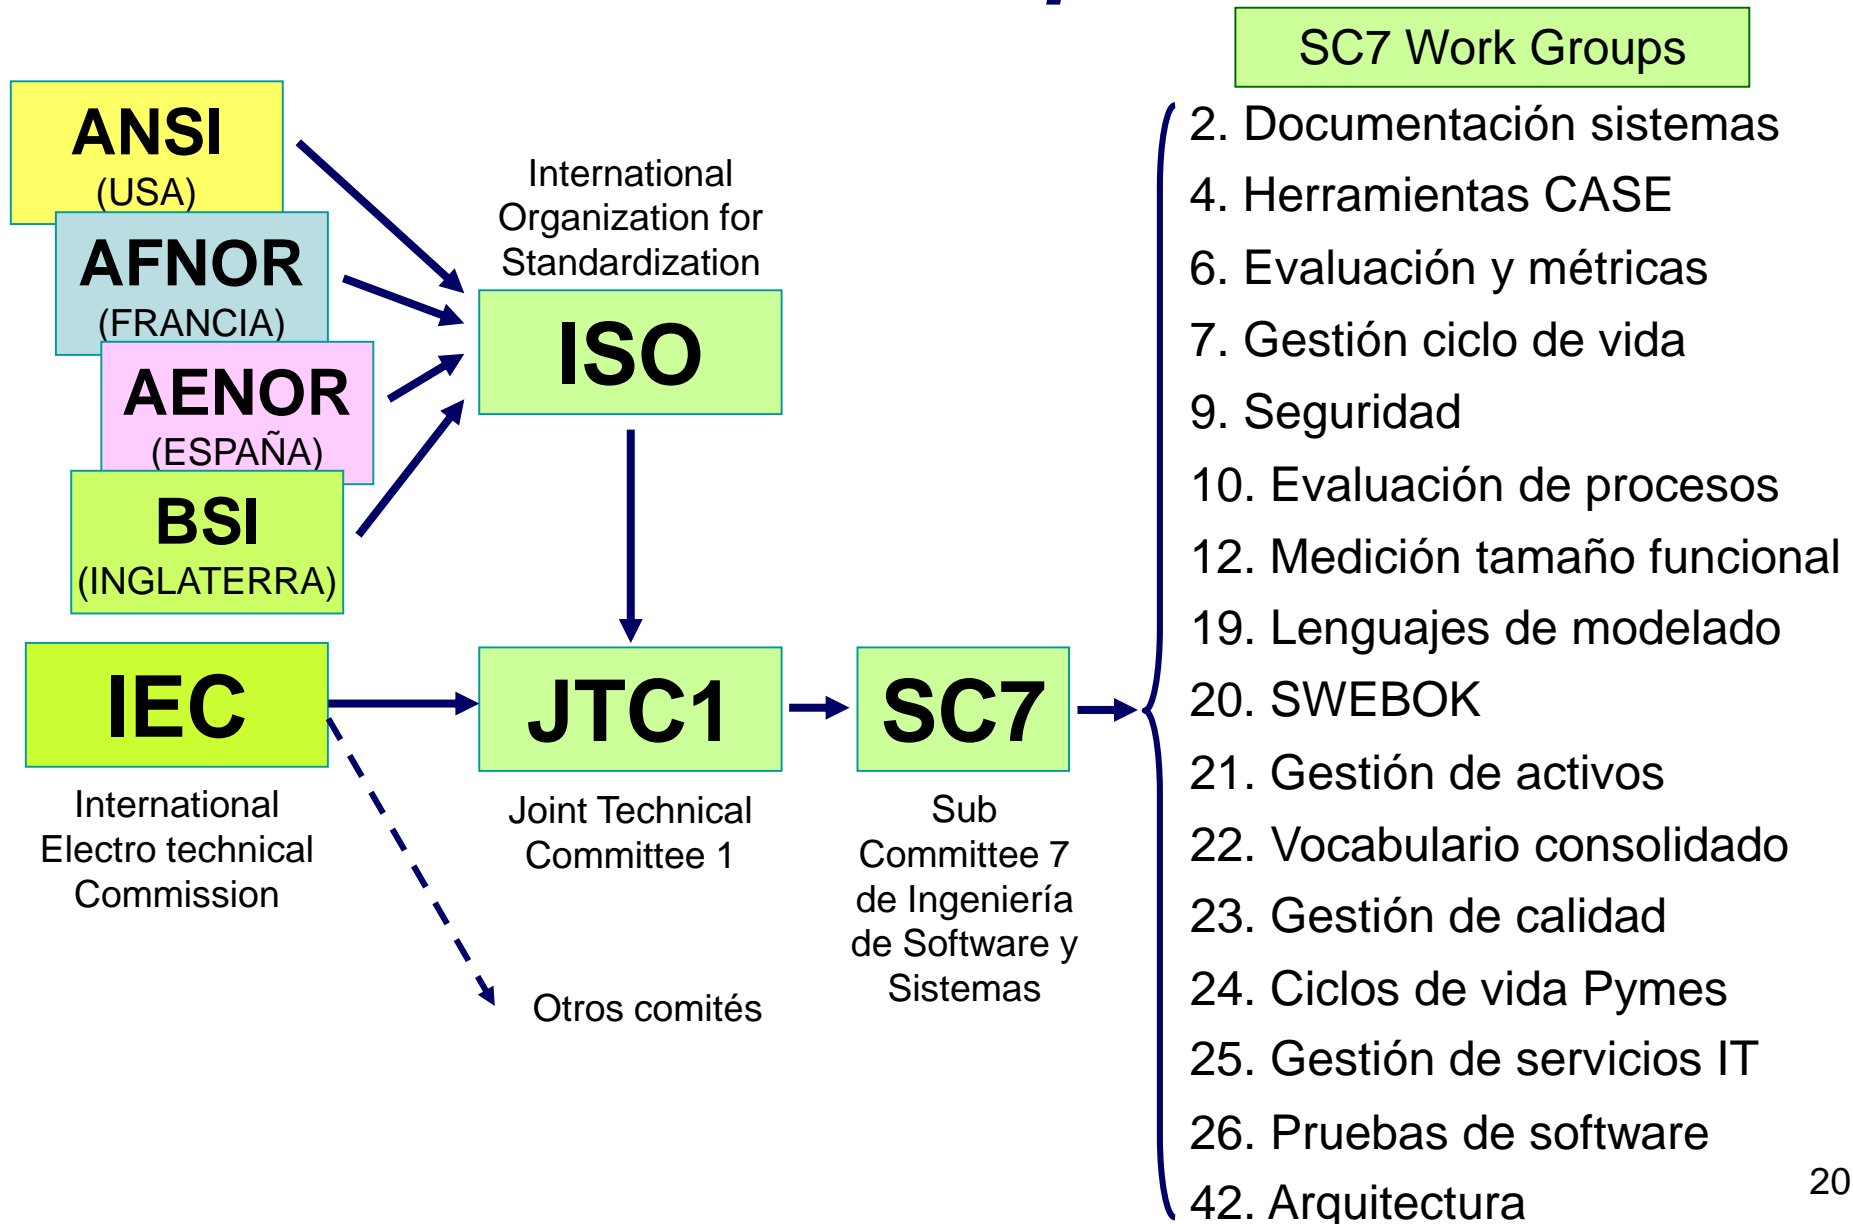 ANSI
(USA)
AFNOR
(FRANCIA)
AENOR
(ESPAÑA)
BSI
(INGLATERRA)
International
Organization for
Standardization
ISO
IEC
International
Electro technical
Commission
JTC1
Joint Technical
Committee 1
Otros comités
SC7
Sub
Committee 7
de Ingeniería
de Software y
Sistemas
SC7 Work Groups
2. Documentación sistemas
4. Herramientas CASE
6. Evaluación y métricas
7. Gestión ciclo de vida
9. Seguridad
10. Evaluación de procesos
12. Medición tamaño funcional
19. Lenguajes de modelado
20. SWEBOK
21. Gestión de activos
22. Vocabulario consolidado
23. Gestión de calidad
24. Ciclos de vida Pymes
25. Gestión de servicios IT
26. Pruebas de software
42. Arquitectura
20